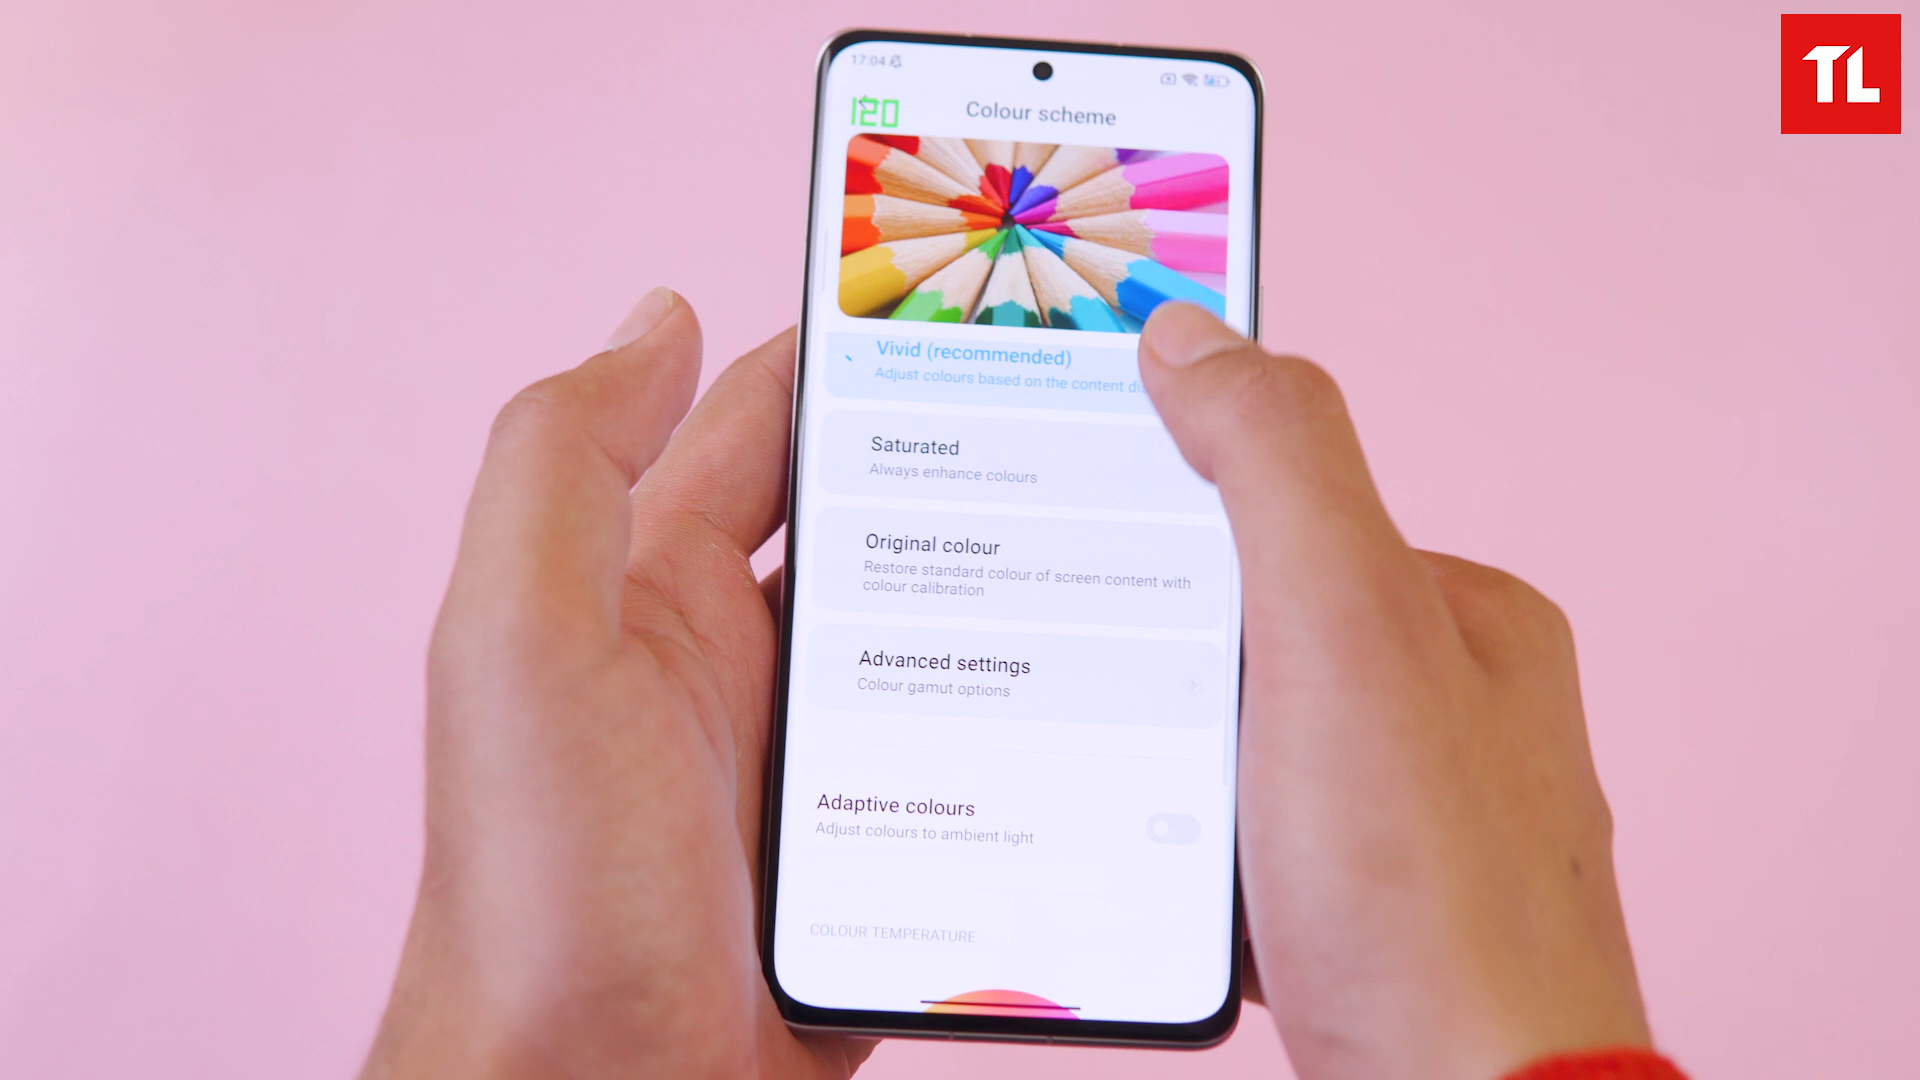 TL
17:04
120
Colour scheme
Vivid (recommended)
Adjust colours based on the content
Saturated
Always enhance colours
Original colour
Restore standard colour of screen content with
colour calibration
Advanced settings
Colour gamut options
Adaptive colours
Adjust colours to ambient light
COLOUR TEMPERATURE